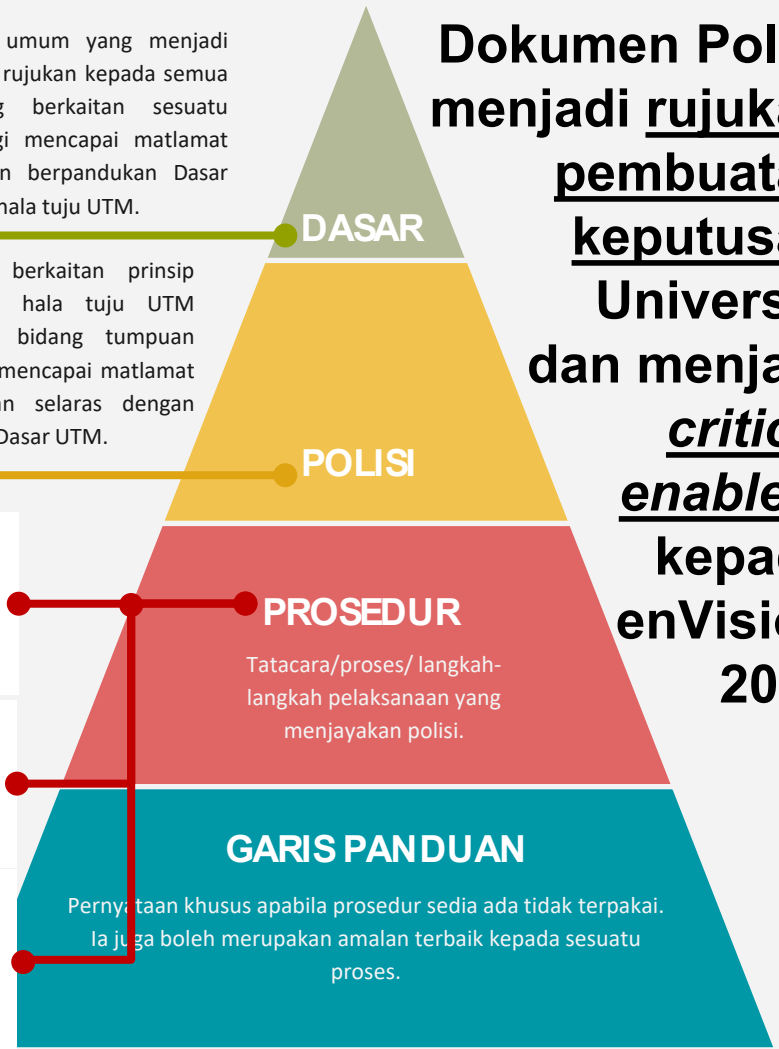 umum yang menjadi
rujukan kepada semua
berkaitan sesuatu
mencapai matlamat
berpandukan Dasar
hala tuju UTM.
DASAR
berkaitan prinsip
hala tuju UTM
bidang tumpuan
mencapai matlamat
selaras dengan
Dasar UTM.
POLISI
PROSEDUR
Tatacara/proses/ langkah-
langkah pelaksanaan yang
menjayakan polisi.
GARIS PANDUAN
Pernyataan khusus apabila prosedur sedia ada tidak terpakai.
Ia juga boleh merupakan amalan terbaik kepada sesuatu
proses.
Dokumen Pol
menjadi rujuka
pembuata
keputusa
Univers
dan menja
critic
enable
kepa
enVisi
20